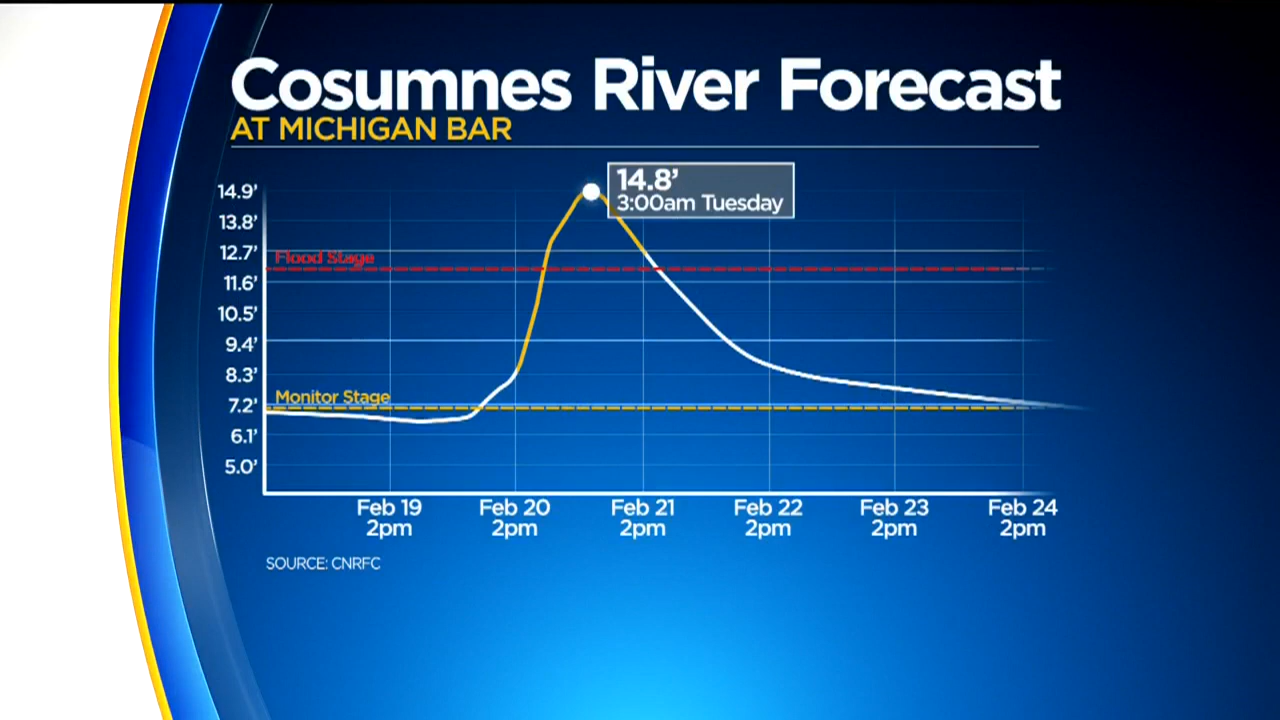 Cosumnes River Forecast
AT MICHIGAN BAR
14.8’
3:00am Tuesday
14.9’
13.8’
12.7’
Flood Stage
11.6’
10.5’
9.4’
8.3’
Monitor Stage
7.2’
6.1’
5.0’
Feb 19 Feb 20 Feb 21 Feb 22 Feb 23 Feb 24
2pm 2pm 2pm 2pm 2pm 2pm
SOURCE: CNRFC